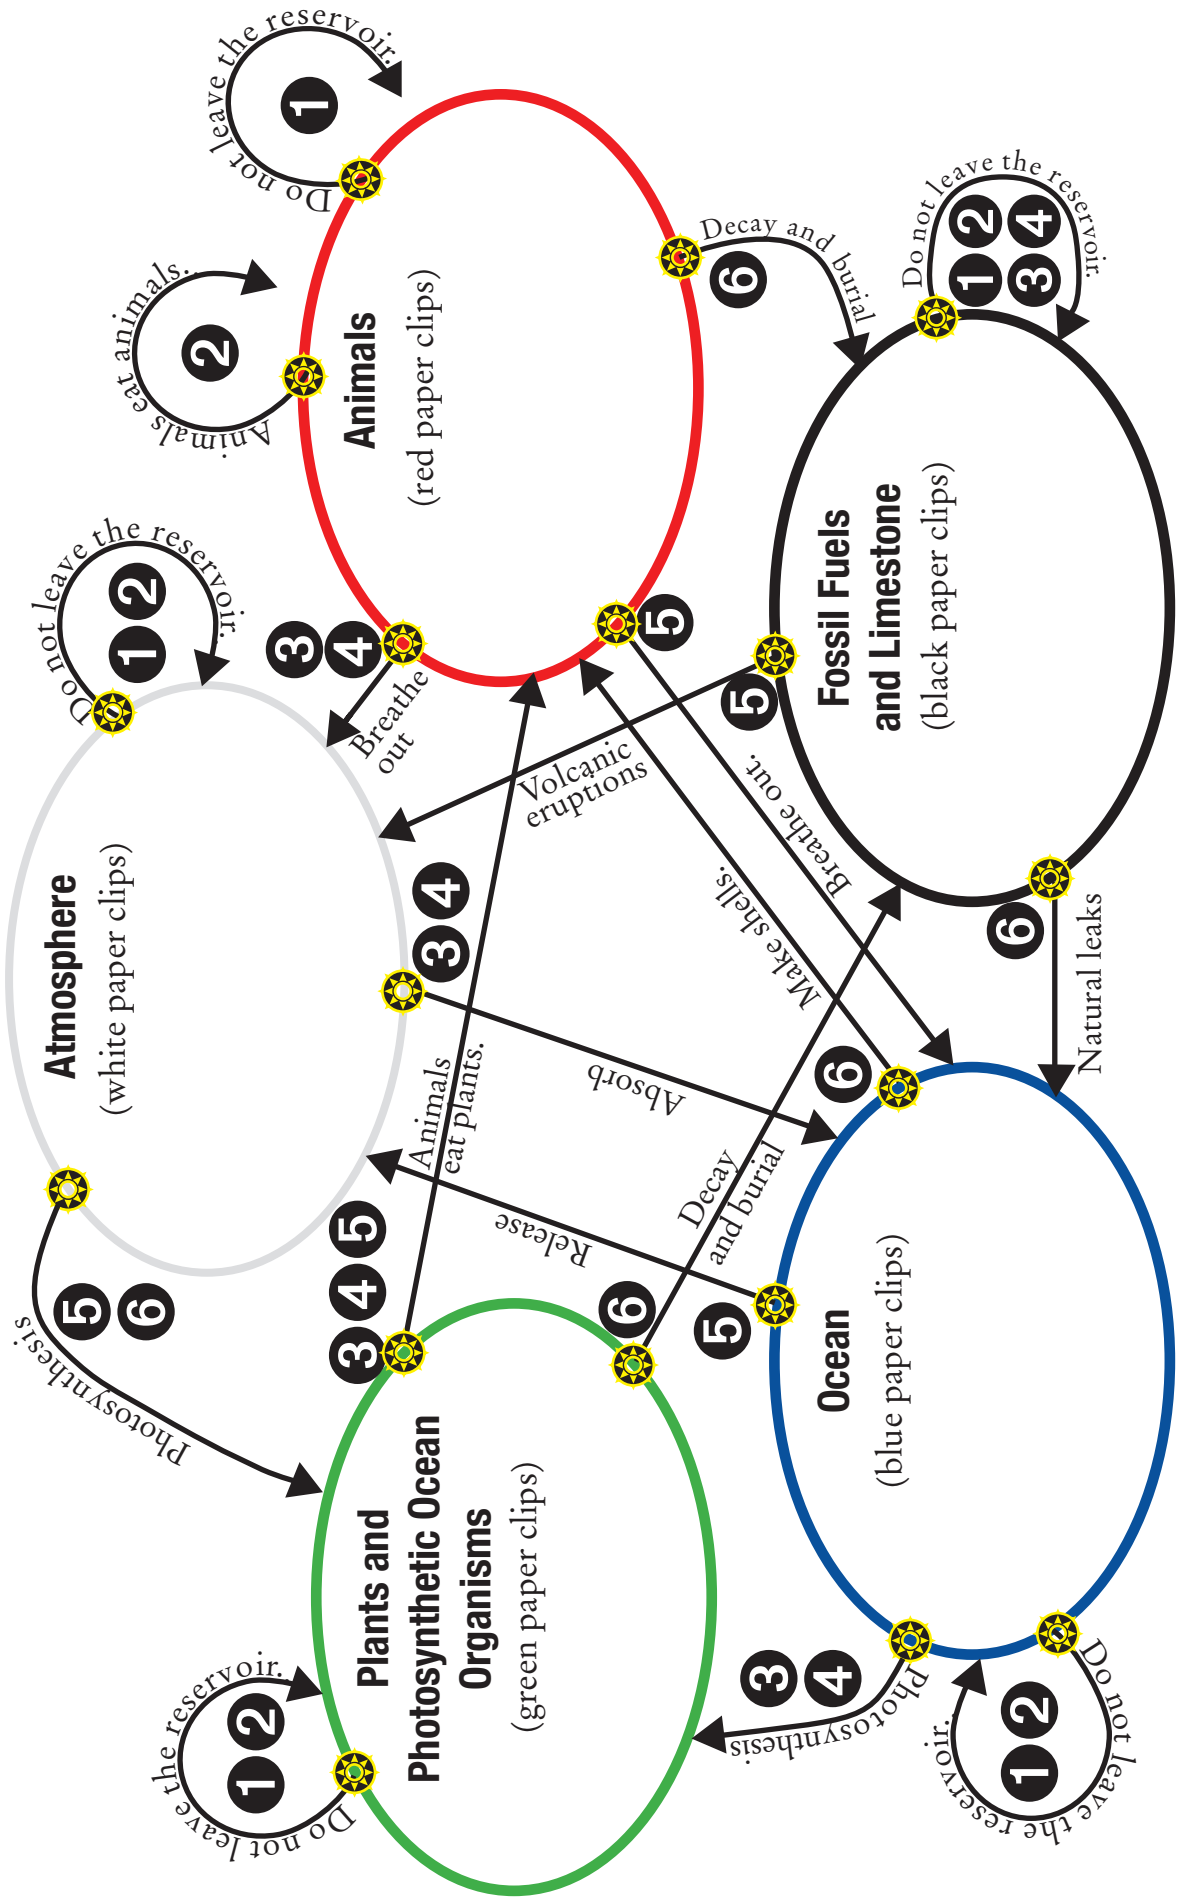 Do not leave the reservoir.
1 2
Atmosphere
(white paper clips)
Photosynthesis
5 6
3 4
Absorb
Animals eat animals..
2
Do not leave the reservoir.
1
Animals
(red paper clips)
3 4
Breathe
out
5
Breathe out.
6
Decay and burial
Do not leave the reservoir.
1 2
3 4
Plants and
Photosynthetic Ocean
Organisms
(green paper clips)
1 2
Do not leave the reservoir.
3 4 5
Animals
eat plants.
6
Decay
and burial
Fossil Fuels
and Limestone
(black paper clips)
5
Volcanic
eruptions
6
Natural leaks
Ocean
(blue paper clips)
5
Release
6
Make shells.
3 4
Photosynthesis
1 2
Do not leave the reservoir..